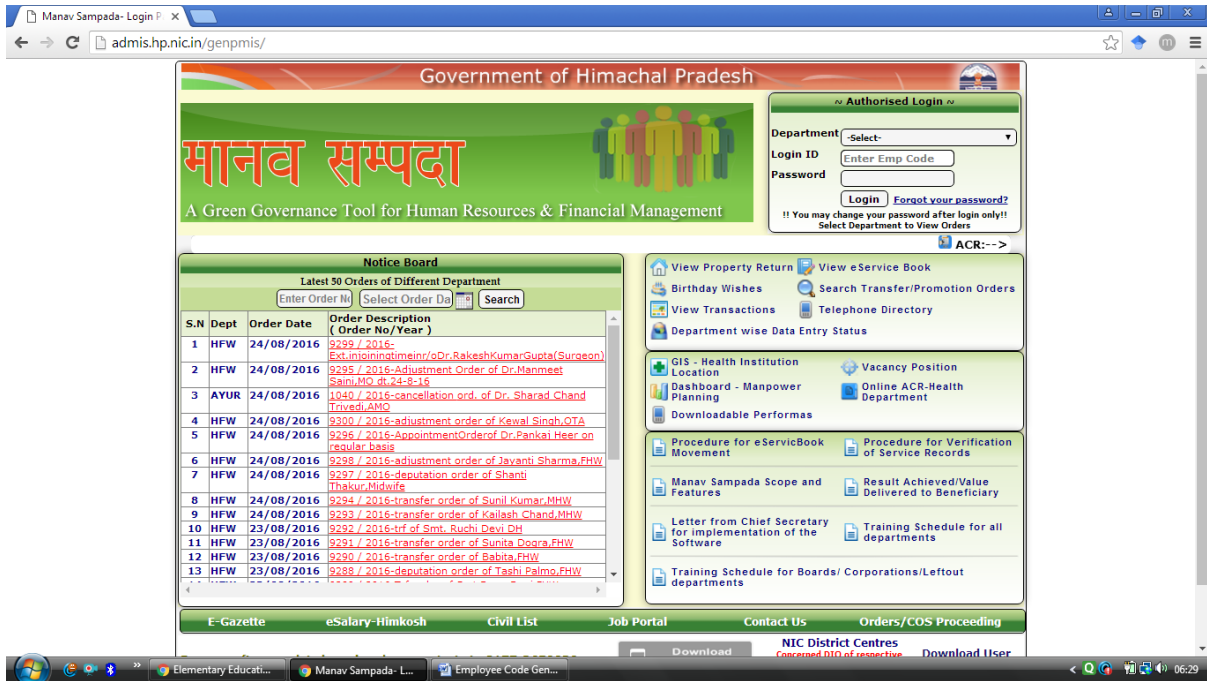 Manav Sampada- Login P
admis.hp.nic.in/genpmis/
Government of Himachal Pradesh
मानव सम्पदा
A Green Governance Tool for Human Resources & Financial Management
~ Authorised Login ~
Department -Select-
Login ID Enter Emp Code
Password
Login Forgot your password?
!! You may change your password after login only!!
Select Department to View Orders
ACR:-->
Notice Board
Latest 50 Orders of Different Department
Enter Order N Select Order Da Search
S.N Dept Order Date Order Description
( Order No/Year )
1 HFW 24/08/2016 9299 / 2016-
Ext.injoiningtimeinr/oDr.RakeshKumarGupta(Surgeon)
2 HFW 24/08/2016 9295 / 2016-Adjustment Order of Dr.Manmeet
Saini,MO dt.24-8-16
3 AYUR 24/08/2016 1040 / 2016-cancellation ord. of Dr. Sharad Chand
Trivedi,AMO
4 HFW 24/08/2016 9300 / 2016-adjustment order of Kewal Singh,OTA
5 HFW 24/08/2016 9296 / 2016-AppointmentOrderof Dr.Pankaj Heer on
regular basis
6 HFW 24/08/2016 9298 / 2016-adjustment order of Jayanti Sharma,FHW
7 HFW 24/08/2016 9297 / 2016-deputation order of Shanti
Thakur,Midwife
8 HFW 24/08/2016 9294 / 2016-transfer order of Sunil Kumar,MHW
9 HFW 24/08/2016 9293 / 2016-transfer order of Kailash Chand,MHW
10 HFW 23/08/2016 9292 / 2016-trf of Smt. Ruchi Devi DH
11 HFW 23/08/2016 9291 / 2016-transfer order of Sunita Dogra,FHW
12 HFW 23/08/2016 9290 / 2016-transfer order of Babita,FHW
13 HFW 23/08/2016 9288 / 2016-deputation order of Tashi Palmo,FHW
View Property Return View eService Book
Birthday Wishes Search Transfer/Promotion Orders
View Transactions Telephone Directory
Department wise Data Entry Status
GIS - Health Institution
Location
Vacancy Position
Dashboard - Manpower
Planning
Online ACR-Health
Department
Downloadable Performas
Procedure for eServicBook
Movement
Procedure for Verification
of Service Records
Manav Sampada Scope and
Features
Result Achieved/Value
Delivered to Beneficiary
Letter from Chief Secretary
for implementation of the
Software
Training Schedule for all
departments
Training Schedule for Boards/ Corporations/Leftout
departments
E-Gazette eSalary-Himkosh Civil List Job Portal Contact Us Orders/COS Proceeding
Download
NIC District Centres
Concerned DIO of respective
Download User
Elementary Educati... Manav Sampada- L... Employee Code Gen... 06:29